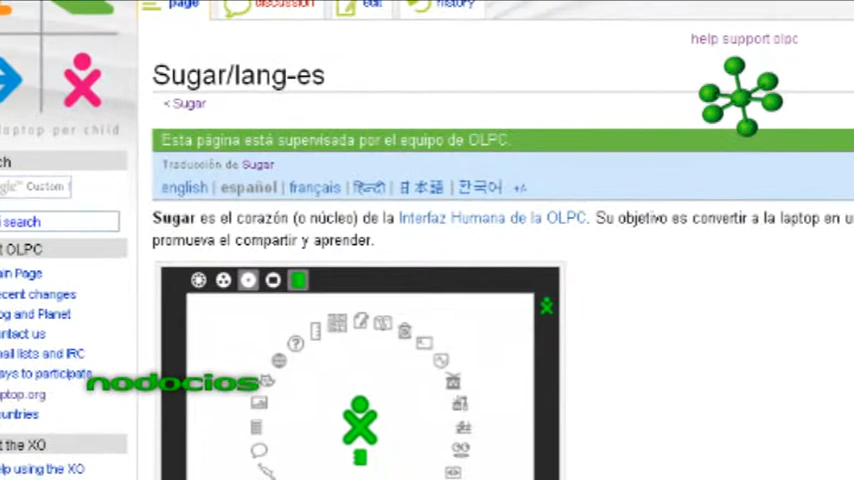 page discussion edit history
help support olpc
laptop per child
Sugar/lang-es
< Sugar
Esta página está supervisada por el equipo de OLPC.
Traducción de Sugar
english | español | français | हिन्दी | 日本語 | 한국어 +/-
Sugar es el corazón (o núcleo) de la Interfaz Humana de la OLPC. Su objetivo es convertir a la laptop en u
promueva el compartir y aprender.
Custom
search
Main Page
recent changes
and Planet
contact us
mail lists and IRC
ways to participate
laptop.org
countries
the XO
help using the XO
nodocios